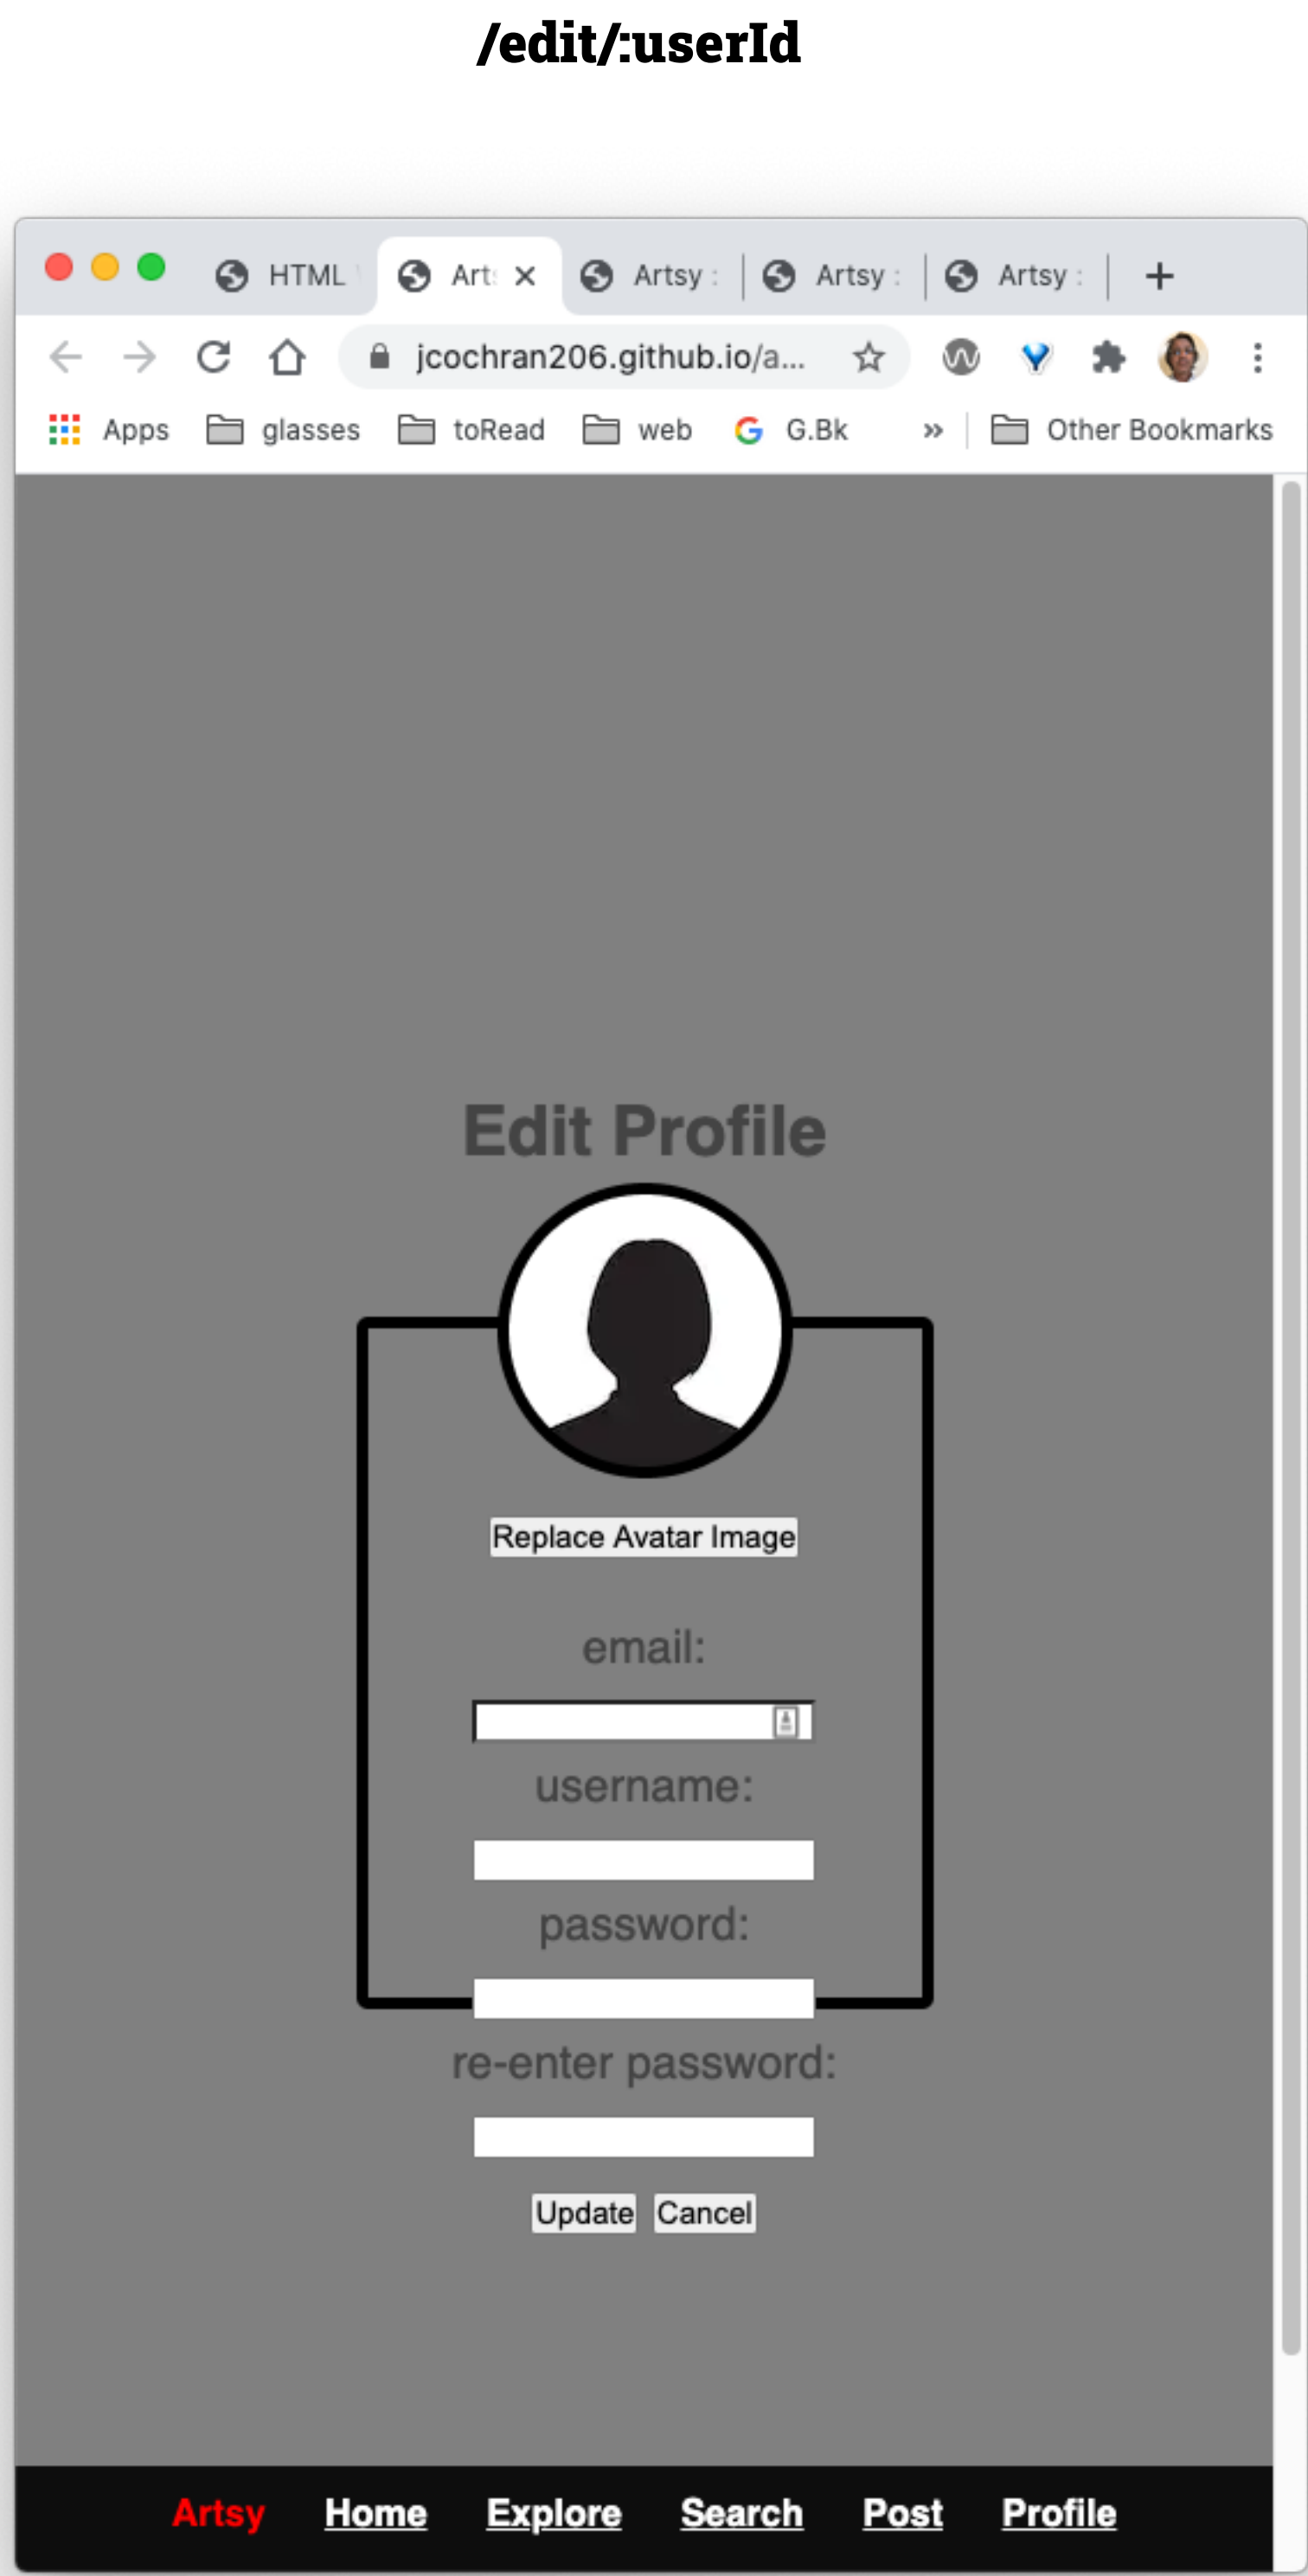 /edit/:userId
HTML Art Artsy : Artsy : Artsy :
jcochran206.github.io/a...
Apps glasses toRead web G.Bk » Other Bookmarks
Edit Profile
Replace Avatar Image
email:
username:
password:
re-enter password:
Update Cancel
Artsy Home Explore Search Post Profile